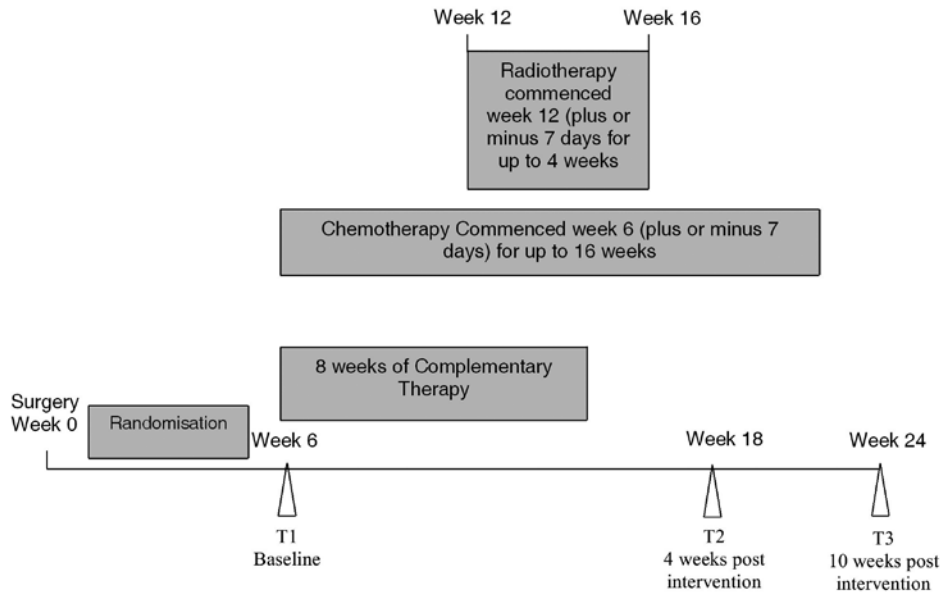 Week 12
Week 16
Radiotherapy
commenced
week 12 (plus or
minus 7 days for
up to 4 weeks
Chemotherapy Commenced week 6 (plus or minus 7
days) for up to 16 weeks
8 weeks of Complementary
Therapy
Surgery
Week 0
Randomisation
Week 6
Week 18
Week 24
T1
Baseline
T2
4 weeks post
intervention
T3
10 weeks post
intervention